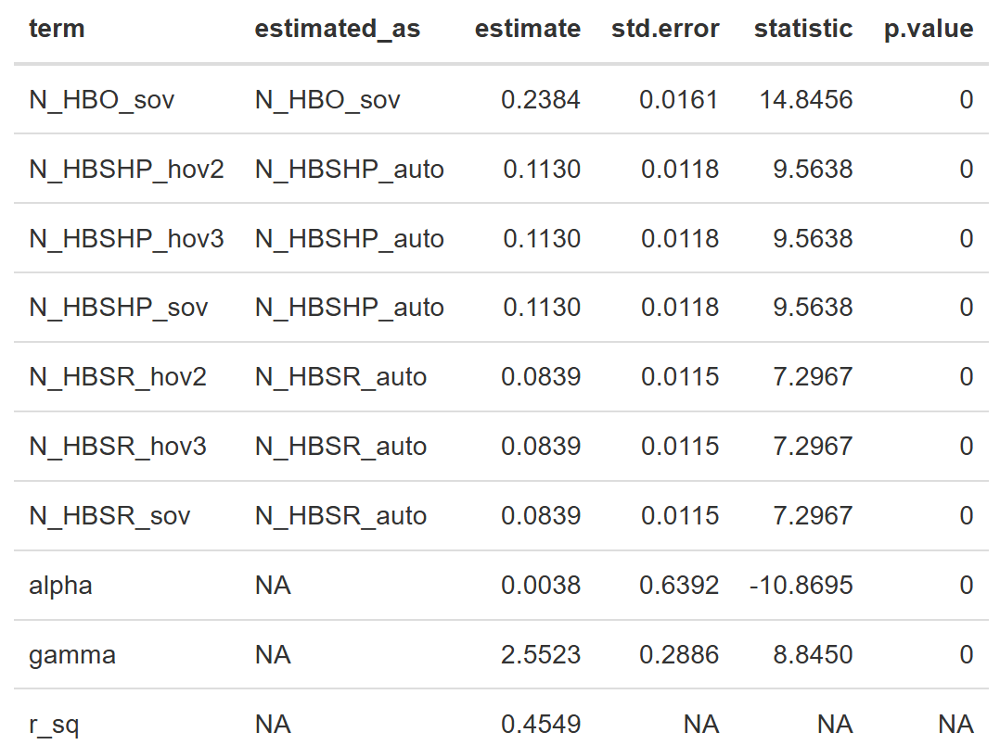 term estimated_as estimate std.error statistic p.value
N_HBO_sov N_HBO_sov 0.2384 0.0161 14.8456 0
N_HBSHP_hov2 N_HBSHP_auto 0.1130 0.0118 9.5638 0
N_HBSHP_hov3 N_HBSHP_auto 0.1130 0.0118 9.5638 0
N_HBSHP_sov N_HBSHP_auto 0.1130 0.0118 9.5638 0
N_HBSR_hov2 N_HBSR_auto 0.0839 0.0115 7.2967 0
N_HBSR_hov3 N_HBSR_auto 0.0839 0.0115 7.2967 0
N_HBSR_sov N_HBSR_auto 0.0839 0.0115 7.2967 0
alpha NA 0.0038 0.6392 -10.8695 0
gamma NA 2.5523 0.2886 8.8450 0
r_sq NA 0.4549 NA NA NA